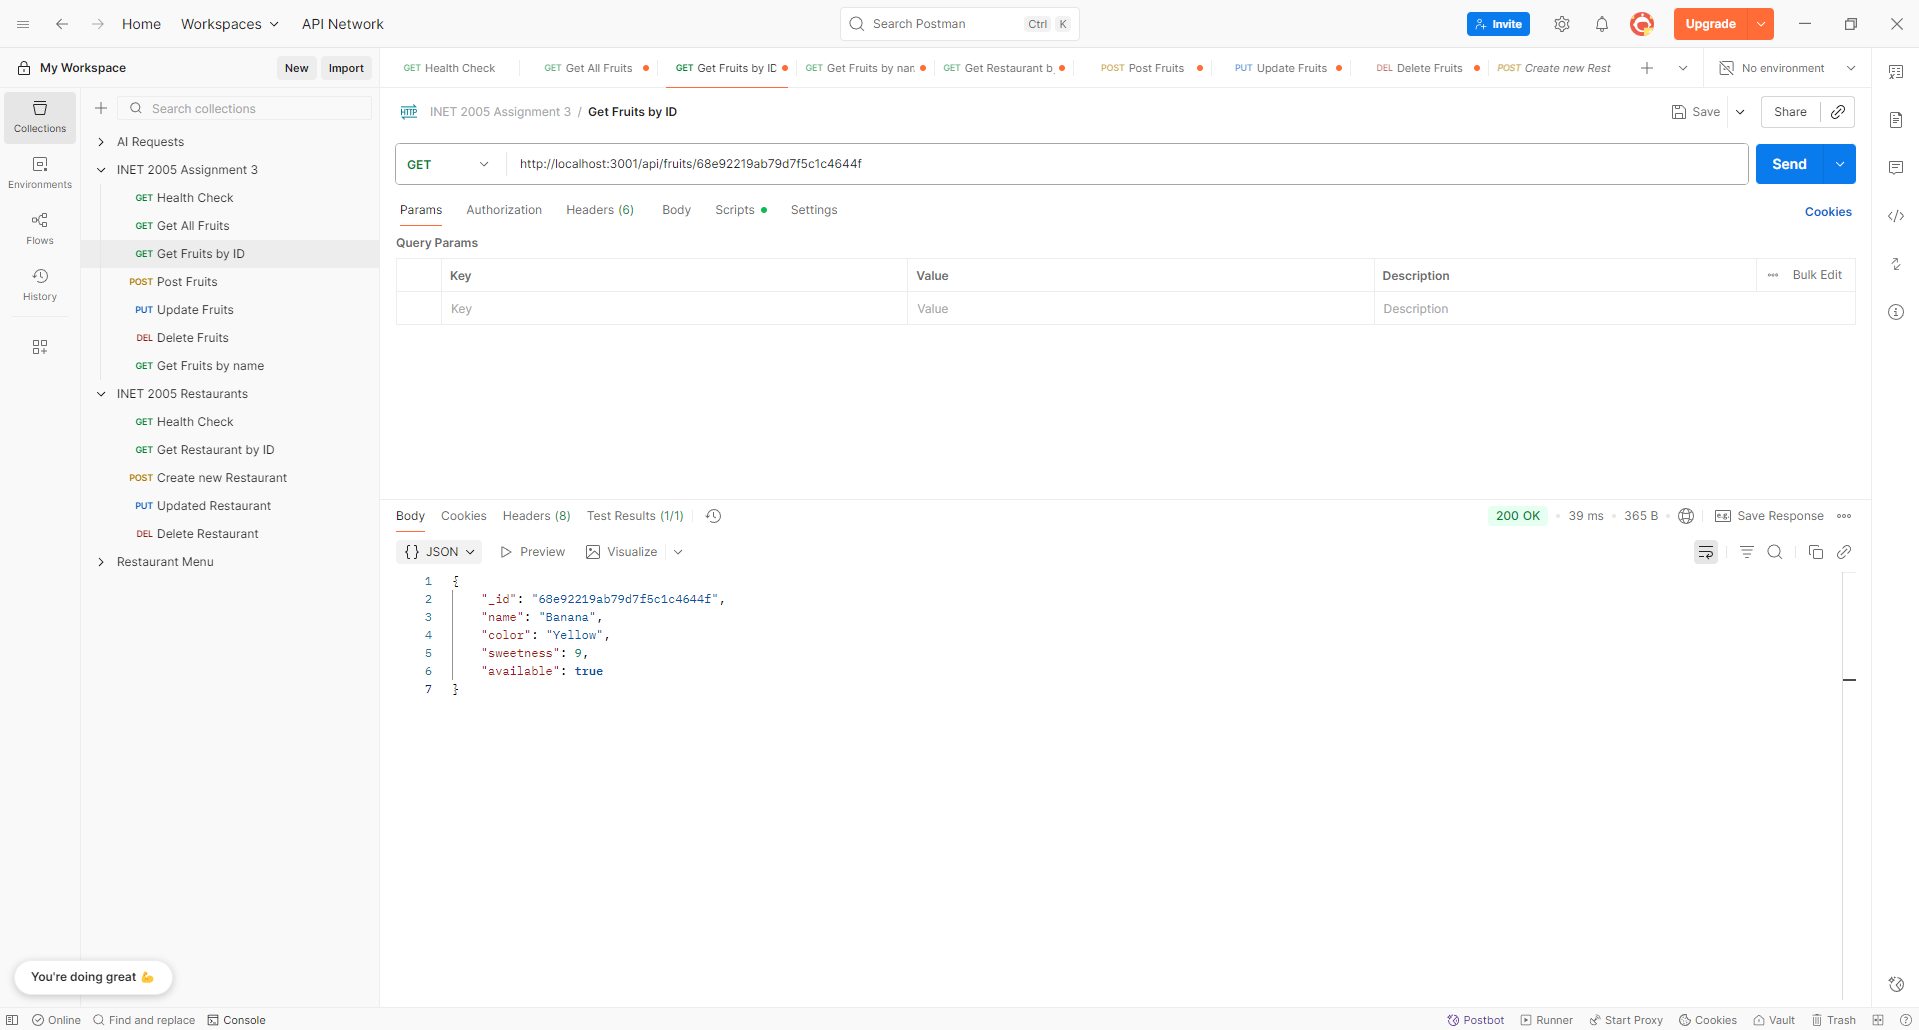 Home
Workspaces
API Network
Search Postman
Ctrl K
Invite
Upgrade
My Workspace
New
Import
GET Health Check
GET Get All Fruits
GET Get Fruits by ID
GET Get Fruits by nar
GET Get Restaurant b
POST Post Fruits
PUT Update Fruits
DEL Delete Fruits
POST Create new Rest
No environment
Collections
Environments
Flows
History
Search collections
AI Requests
INET 2005 Assignment 3
GET Health Check
GET Get All Fruits
GET Get Fruits by ID
POST Post Fruits
PUT Update Fruits
DEL Delete Fruits
GET Get Fruits by name
INET 2005 Restaurants
GET Health Check
GET Get Restaurant by ID
POST Create new Restaurant
PUT Updated Restaurant
DEL Delete Restaurant
Restaurant Menu
HTTP INET 2005 Assignment 3 / Get Fruits by ID
Save
Share
GET http://localhost:3001/api/fruits/68e92219ab79d7f5c1c4644f
Send
Params Authorization Headers (6) Body Scripts Settings
Cookies
Query Params
Key Value Description ••• Bulk Edit
Key Value Description
Body Cookies Headers (8) Test Results (1/1)
200 OK • 39 ms • 365 B •
e.g. Save Response •••
{} JSON Preview Visualize
1 {
2 "_id": "68e92219ab79d7f5c1c4644f",
3 "name": "Banana",
4 "color": "Yellow",
5 "sweetness": 9,
6 "available": true
7 }
You're doing great 💪
Online Find and replace Console
Postbot Runner Start Proxy Cookies Vault Trash